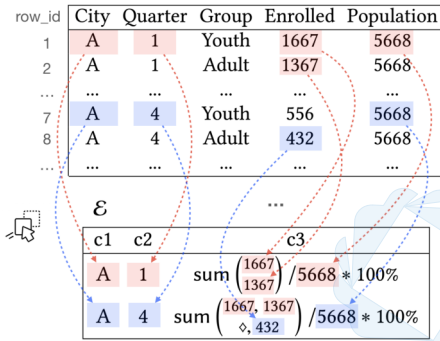 row_id City Quarter Group Enrolled Population
1 A 1 Youth 1667 5668
2 A 1 Adult 1367 5668
... ... ... ... ... ...
7 A 4 Youth 556 5668
8 A 4 Adult 432 5668
... ... ... ... ... ...
ℰ ...
c1 c2 c3
A 1 sum (1667 1367) /5668 * 100%
A 4 sum (1667, 1367 ⋄, 432) /5668 * 100%